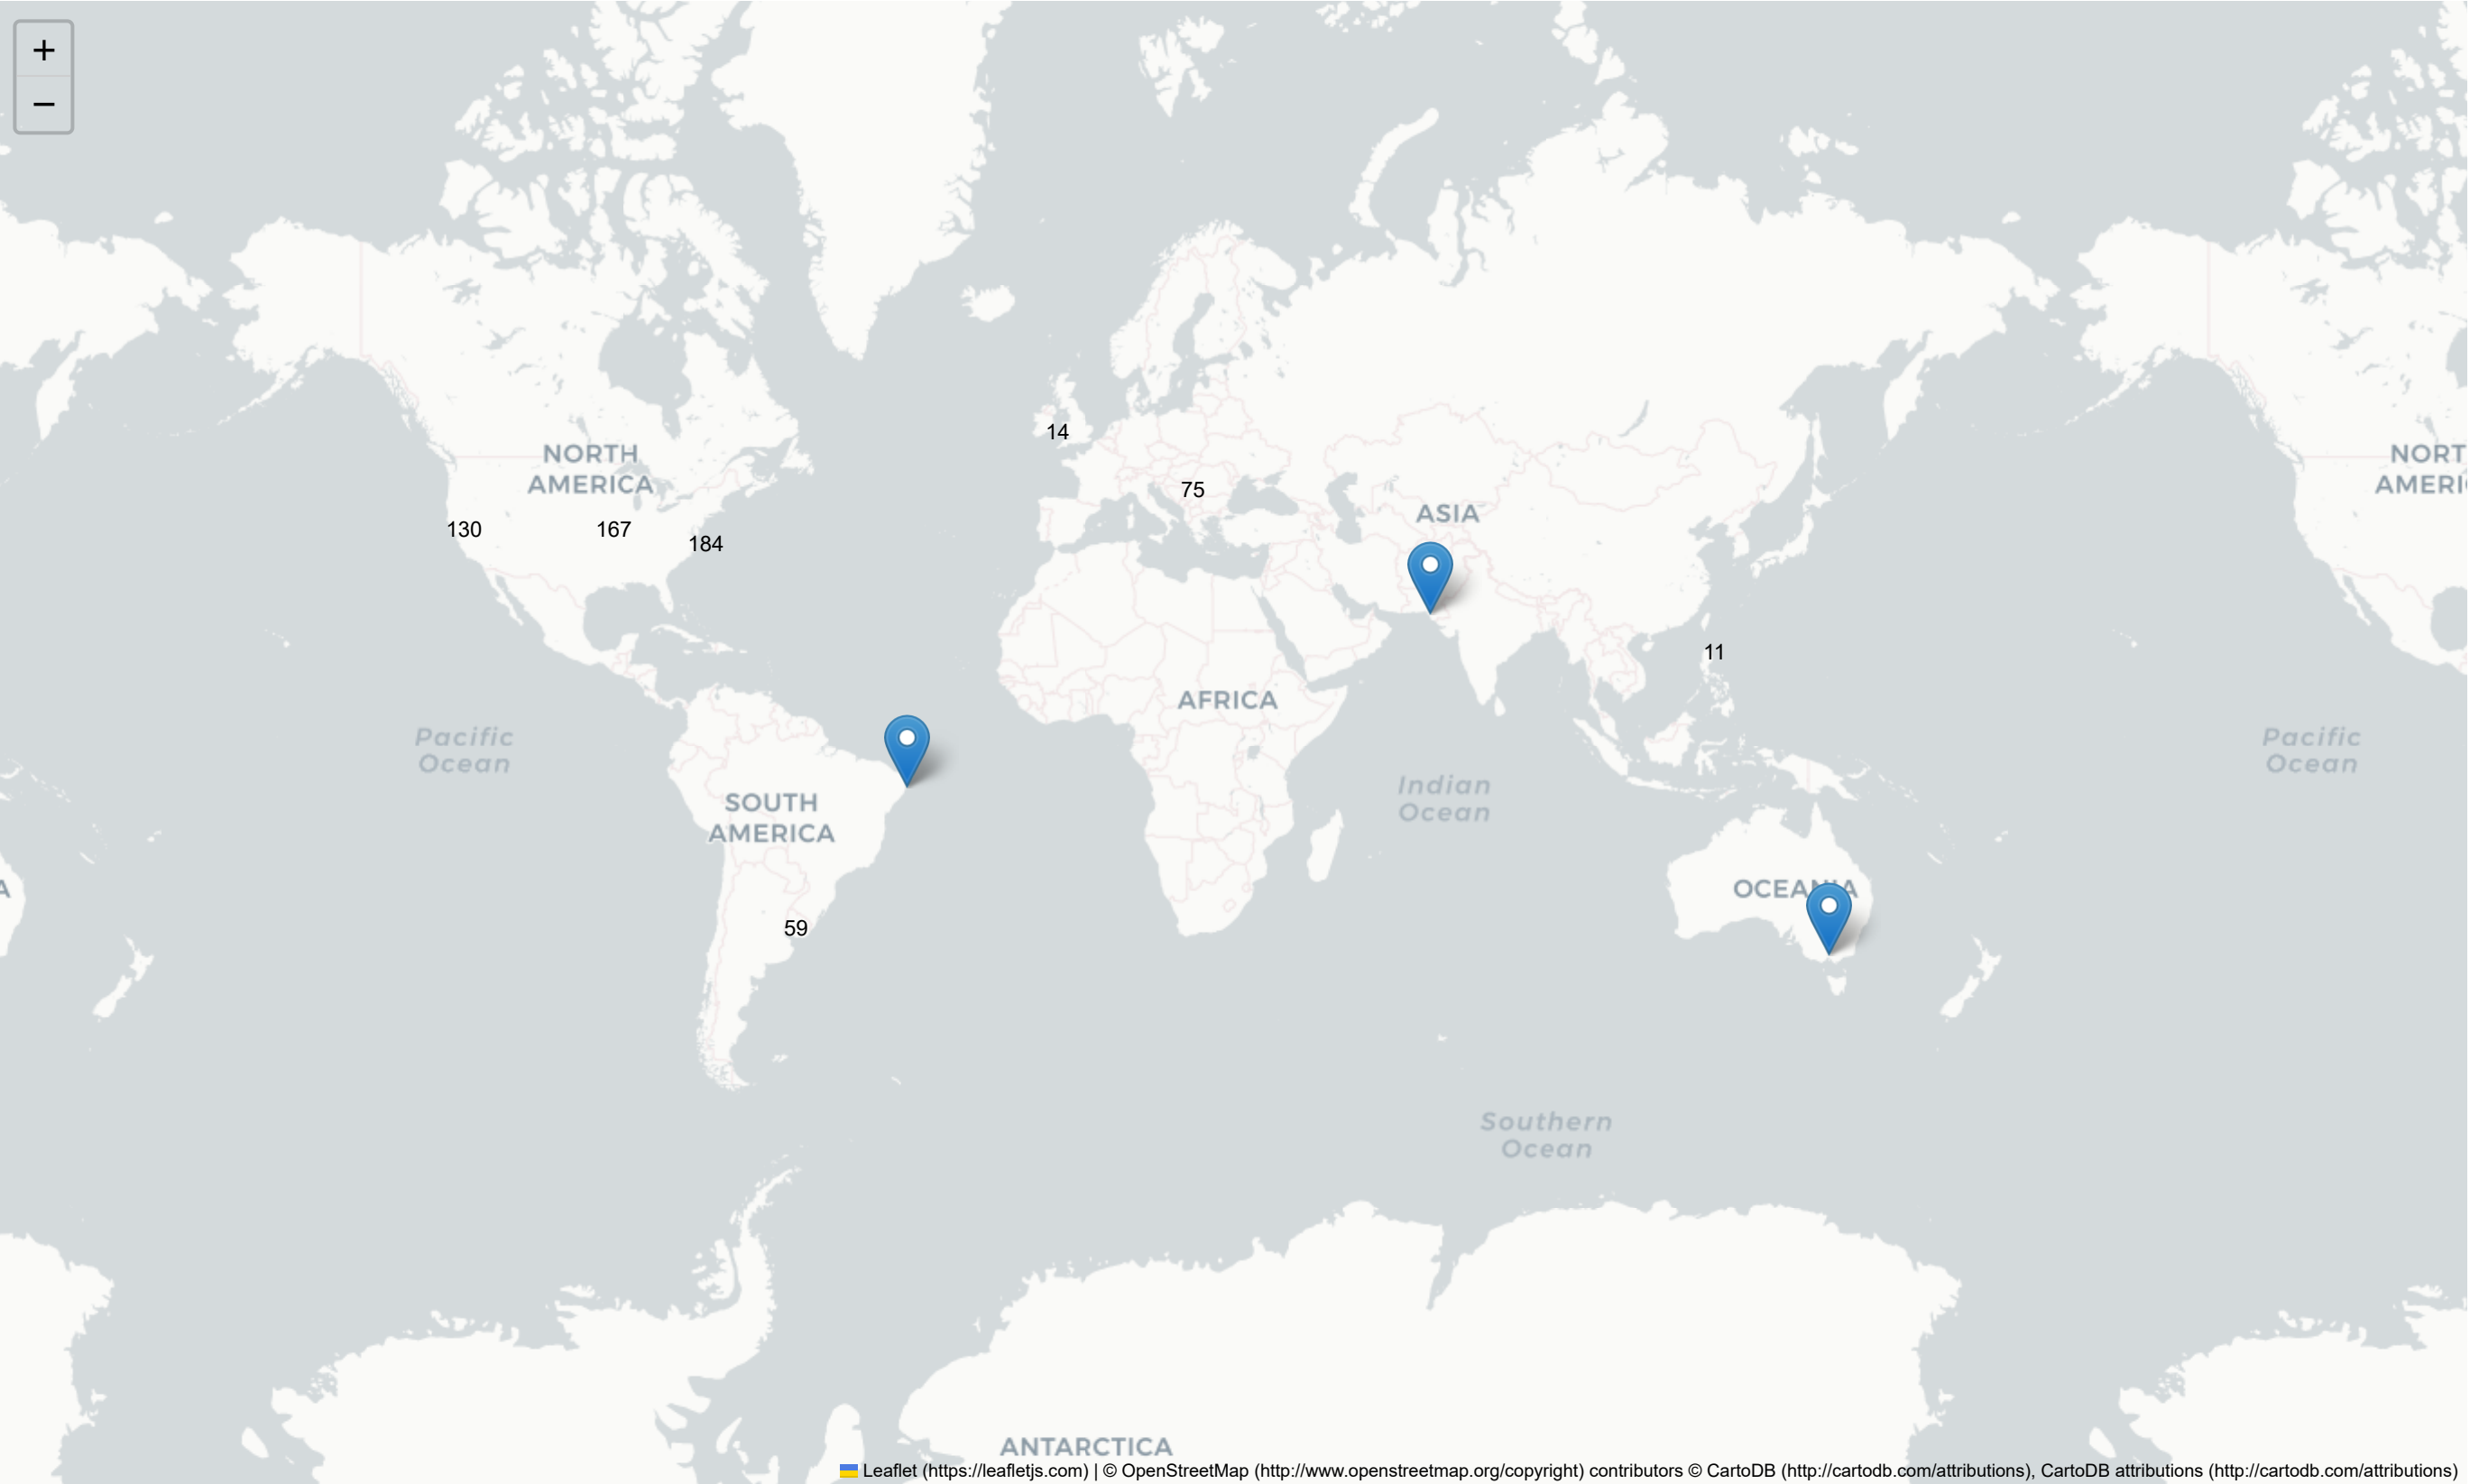 +
−
NORTH
AMERICA
NORT
AMERI
14
75
ASIA
130
167
184
11
AFRICA
Pacific
Ocean
Pacific
Ocean
Indian
Ocean
SOUTH
AMERICA
A
OCEANIA
59
Southern
Ocean
ANTARCTICA
Leaflet (https://leafletjs.com) | © OpenStreetMap (http://www.openstreetmap.org/copyright) contributors © CartoDB (http://cartodb.com/attributions), CartoDB attributions (http://cartodb.com/attributions)